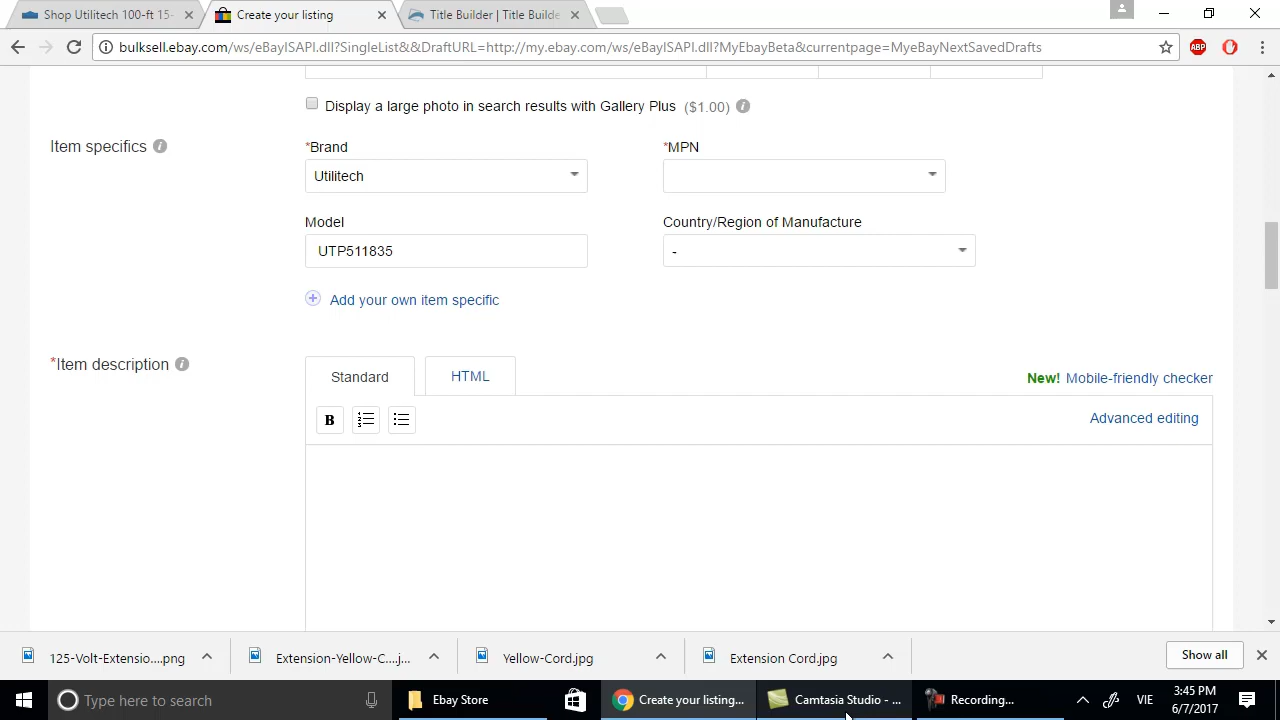 Shop Utilitech 100-ft 15-
Create your listing
Title Builder | Title Builde
bulksell.ebay.com/ws/eBayISAPI.dll?SingleList&&DraftURL=http://my.ebay.com/ws/eBayISAPI.dll?MyEbayBeta&currentpage=MyeBayNextSavedDrafts
ABP
Display a large photo in search results with Gallery Plus ($1.00)
Item specifics
*Brand
*MPN
Utilitech
Model
Country/Region of Manufacture
UTP511835
-
Add your own item specific
*Item description
Standard
HTML
New! Mobile-friendly checker
B
Advanced editing
125-Volt-Extensio....png
Extension-Yellow-C....j...
Yellow-Cord.jpg
Extension Cord.jpg
Show all
Type here to search
Ebay Store
Create your listing...
Camtasia Studio - ...
Recording...
VIE
3:45 PM
6/7/2017